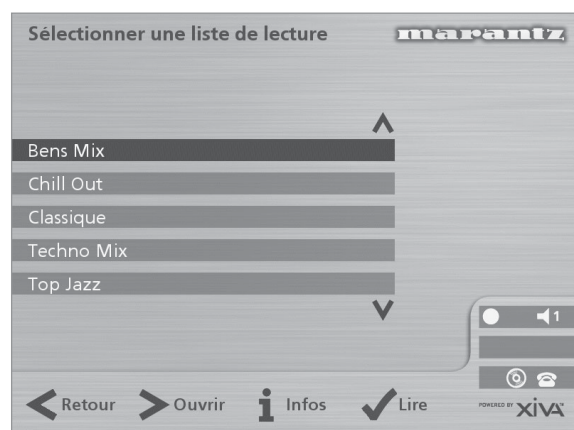 Sélectionner une liste de lecture
marantz
Bens Mix
Chill Out
Classique
Techno Mix
Top Jazz
1
Retour Ouvrir Infos Lire
POWERED BY XiVA™